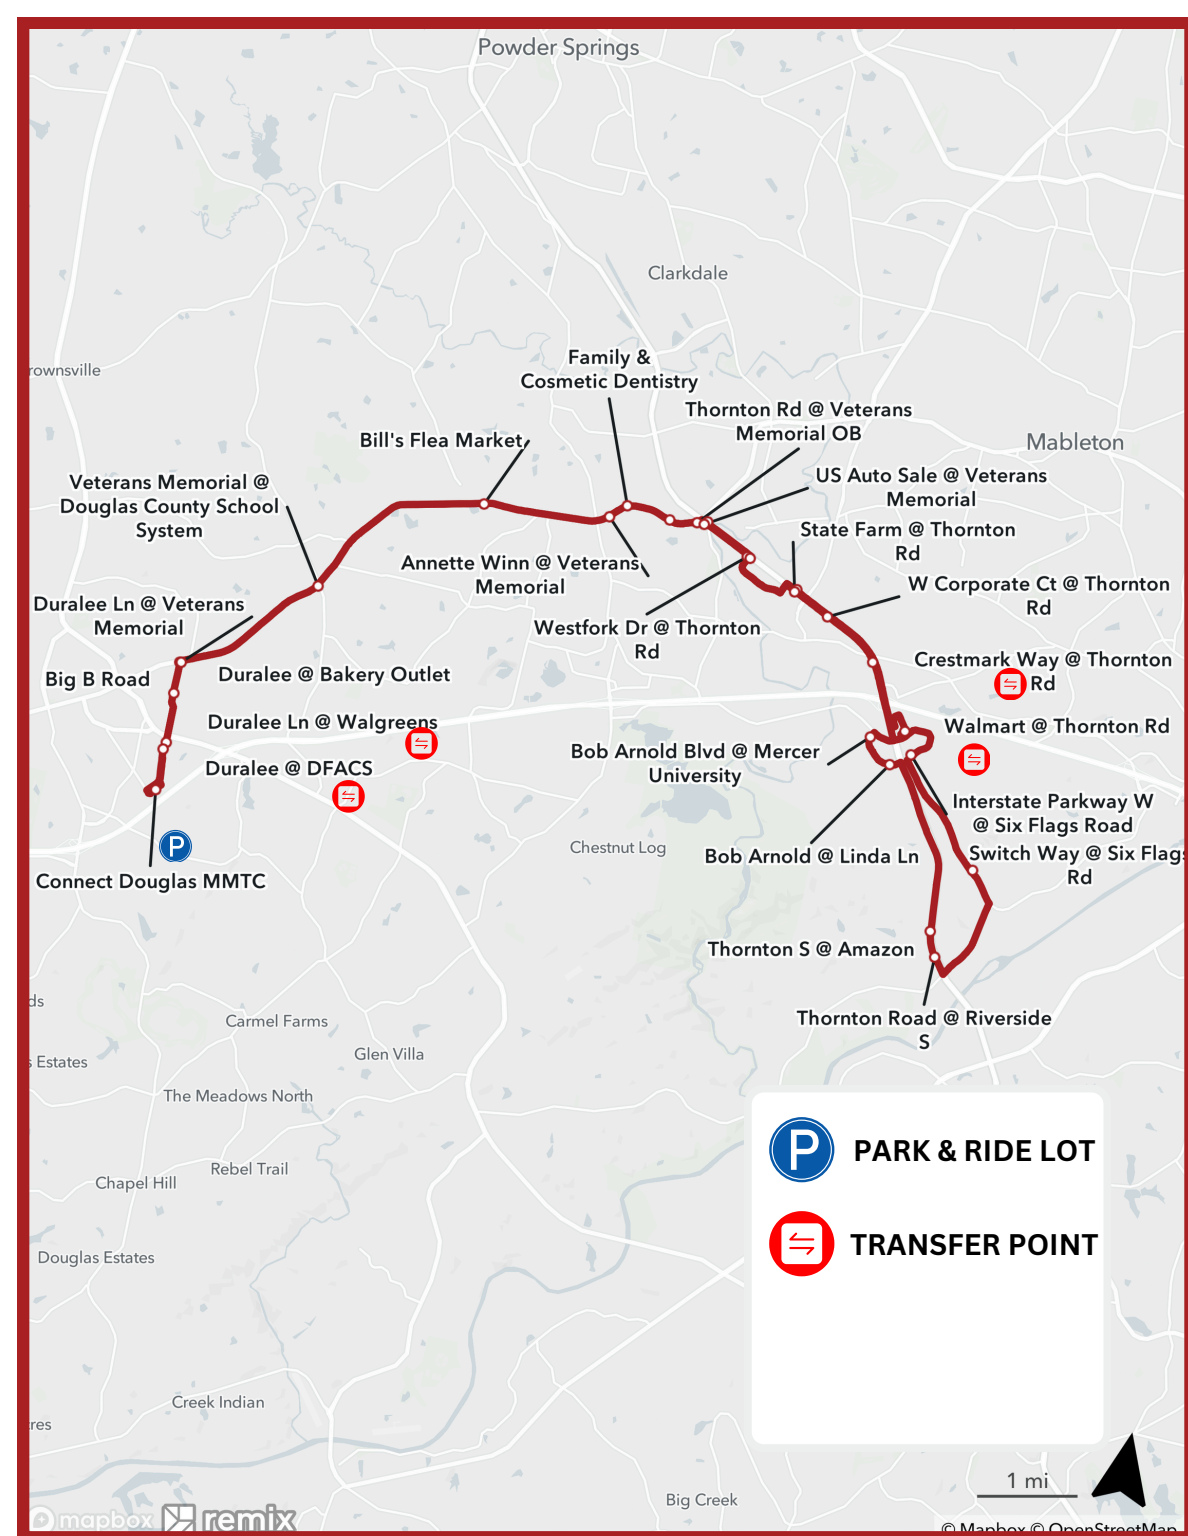 Powder Springs
Clarkdale
Family &
Cosmetic Dentistry
rownsville
Thornton Rd @ Veterans
Memorial OB
Bill's Flea Market
Mableton
US Auto Sale @ Veterans
Memorial
Veterans Memorial @
Douglas County School
System
State Farm @ Thornton
Rd
Annette Winn @ Veterans
Memorial
W Corporate Ct @ Thornton
Rd
Duralee Ln @ Veterans
Memorial
Westfork Dr @ Thornton
Rd
Crestmark Way @ Thornton
Rd
Big B Road
Duralee @ Bakery Outlet
Duralee Ln @ Walgreens
Walmart @ Thornton Rd
Bob Arnold Blvd @ Mercer
University
Duralee @ DFACS
Interstate Parkway W
@ Six Flags Road
P
Chestnut Log
Bob Arnold @ Linda Ln
Switch Way @ Six Flags
Rd
Connect Douglas MMTC
Thornton S @ Amazon
ds
Carmel Farms
Thornton Road @ Riverside
S
s Estates
Glen Villa
The Meadows North
P PARK & RIDE LOT
Rebel Trail
Chapel Hill
TRANSFER POINT
Douglas Estates
Creek Indian
res
1 mi
Big Creek
mapbox remix
© Mapbox © OpenStreetMap